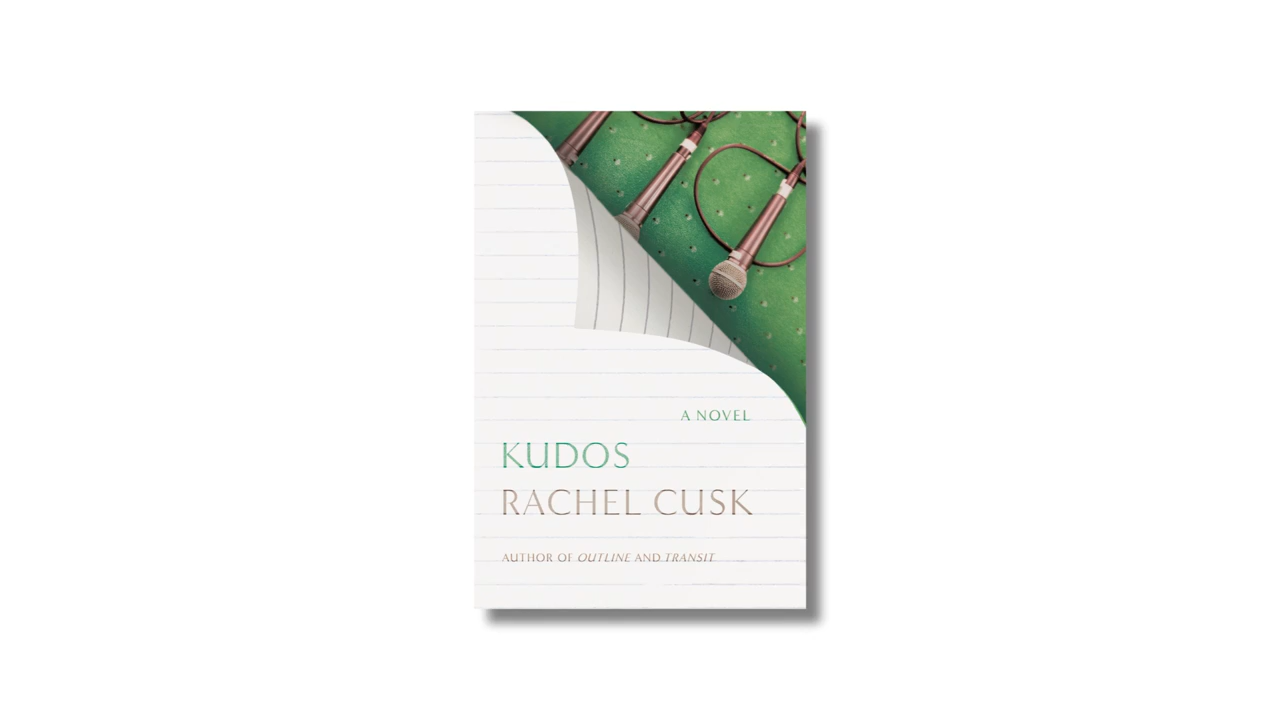 A NOVEL
KUDOS
RACHEL CUSK
AUTHOR OF OUTLINE AND TRANSIT